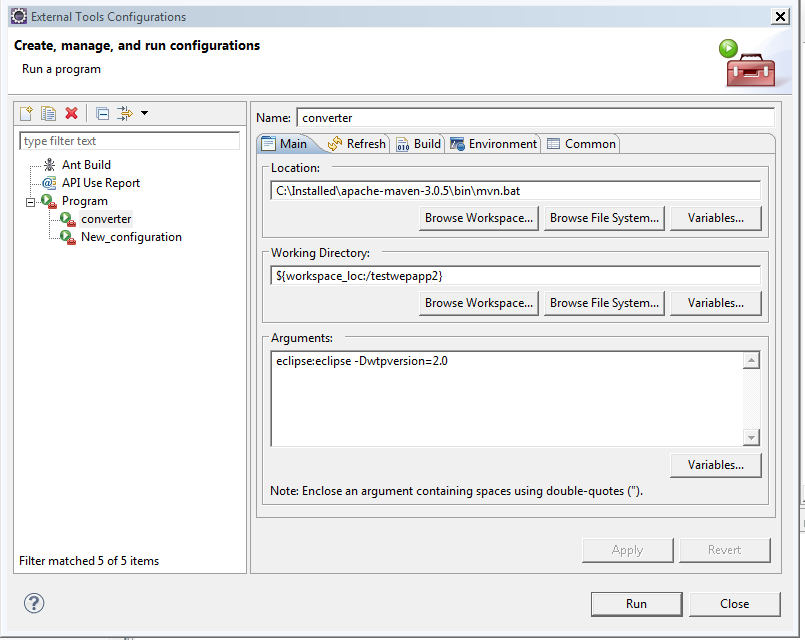 External Tools Configurations
Create, manage, and run configurations
Run a program
type filter text
Ant Build
API Use Report
Program
converter
New_configuration
Filter matched 5 of 5 items
Name: converter
Main Refresh Build Environment Common
Location:
C:\Installed\apache-maven-3.0.5\bin\mvn.bat
Browse Workspace... Browse File System... Variables...
Working Directory:
${workspace_loc:/testwepapp2}
Browse Workspace... Browse File System... Variables...
Arguments:
eclipse:eclipse -Dwtpversion=2.0
Variables...
Note: Enclose an argument containing spaces using double-quotes (").
Apply Revert
? Run Close